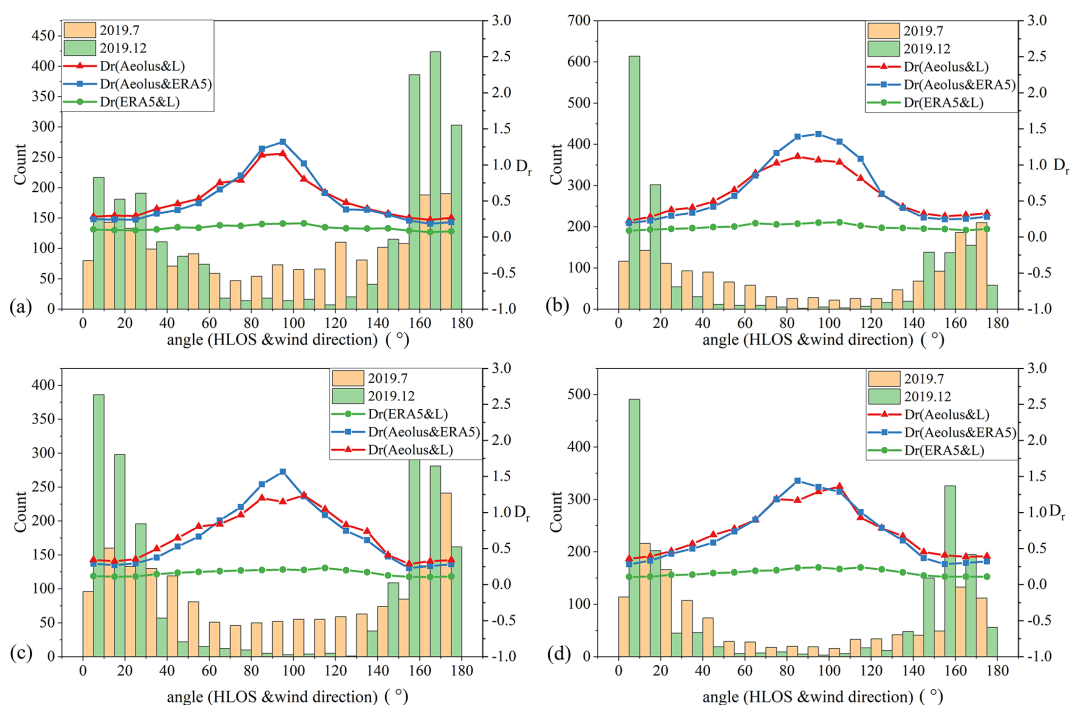 2019.7
2019.12
Dr(Aeolus&L)
Dr(Aeolus&ERA5)
Dr(ERA5&L)
450
400
350
300
250
200
150
100
50
0
Count
3.0
2.5
2.0
1.5
1.0
0.5
0.0
-0.5
-1.0
Dr
0 20 40 60 80 100 120 140 160 180
angle (HLOS &wind direction) ( °)
(a)
2019.7
2019.12
Dr(Aeolus&L)
Dr(Aeolus&ERA5)
Dr(ERA5&L)
700
600
500
400
300
200
100
0
Count
3.0
2.5
2.0
1.5
1.0
0.5
0.0
-0.5
-1.0
Dr
0 20 40 60 80 100 120 140 160 180
angle (HLOS &wind direction) ( °)
(b)
2019.7
2019.12
Dr(ERA5&L)
Dr(Aeolus&ERA5)
Dr(Aeolus&L)
400
350
300
250
200
150
100
50
0
Count
3.0
2.5
2.0
1.5
1.0
0.5
0.0
-0.5
-1.0
Dr
0 20 40 60 80 100 120 140 160 180
angle (HLOS &wind direction) ( °)
(c)
2019.7
2019.12
Dr(Aeolus&L)
Dr(Aeolus&ERA5)
Dr(ERA5&L)
500
400
300
200
100
0
Count
3.0
2.5
2.0
1.5
1.0
0.5
0.0
-0.5
-1.0
Dr
0 20 40 60 80 100 120 140 160 180
angle (HLOS &wind direction) ( °)
(d)